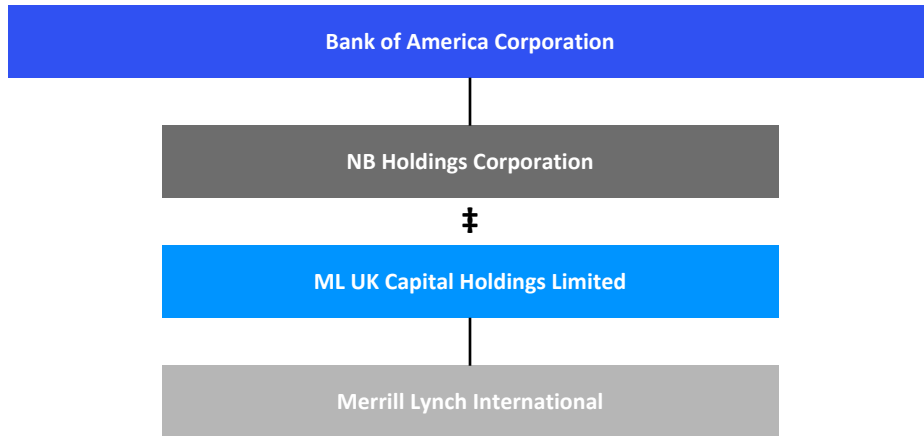 Bank of America Corporation
NB Holdings Corporation
‡
ML UK Capital Holdings Limited
Merrill Lynch International